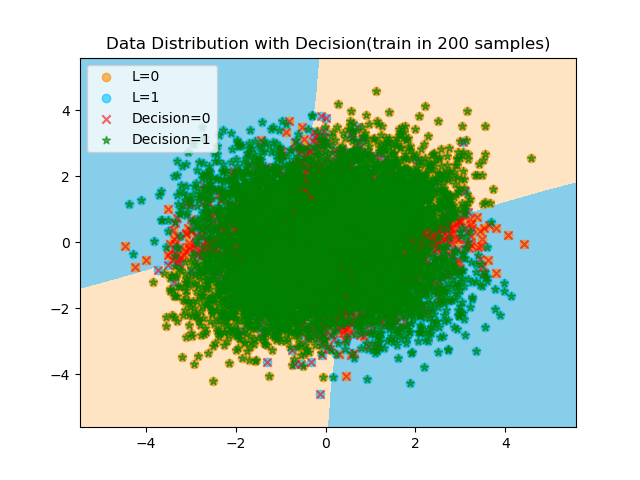 Data Distribution with Decision(train in 200 samples)
L=0
L=1
Decision=0
Decision=1
4
2
0
−2
−4
−4
−2
0
2
4